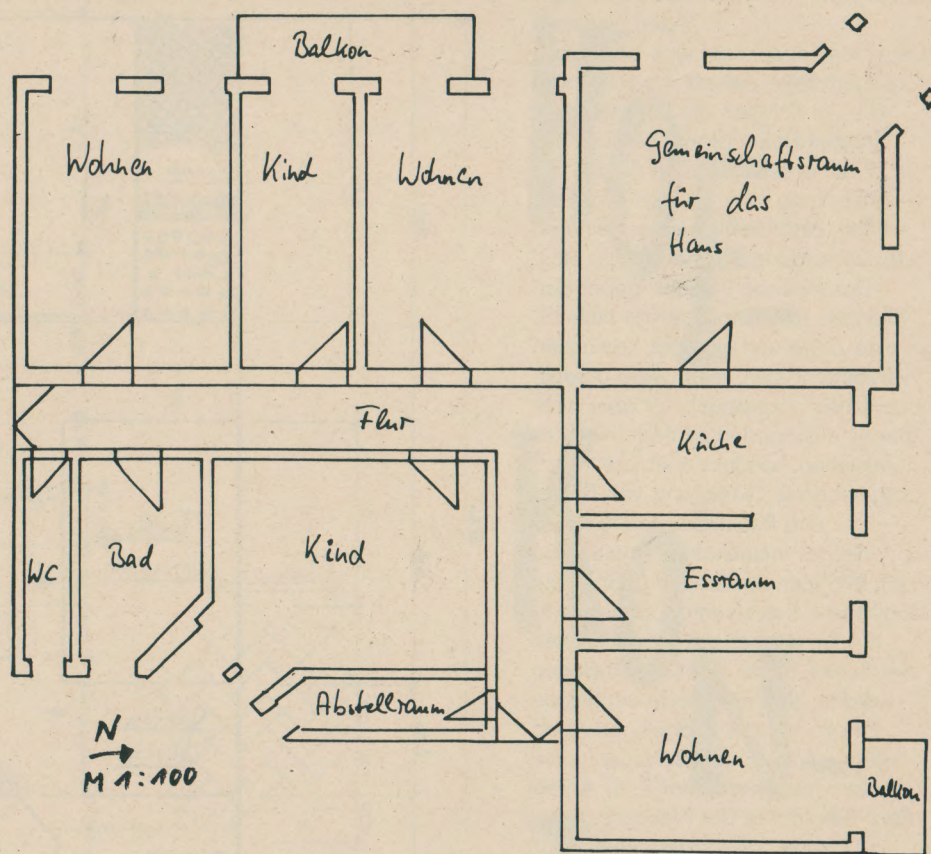 Balkon
Wohnen
Kind
Wohnen
Gemeinschaftsraum
für das
Haus
Flur
Küche
WC
Bad
Kind
Essraum
Abstellraum
N
M 1:100
Wohnen
Balkon